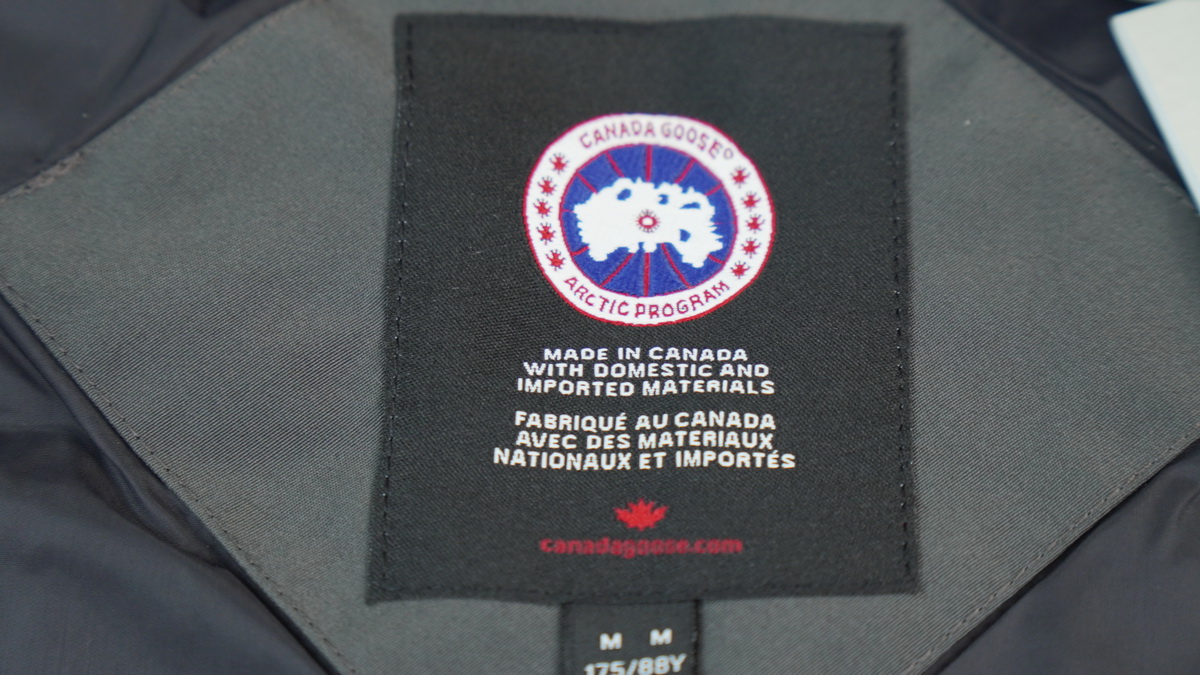 CANADA GOOSE®
ARCTIC PROGRAM
MADE IN CANADA
WITH DOMESTIC AND
IMPORTED MATERIALS
FABRIQUÉ AU CANADA
AVEC DES MATERIAUX
NATIONAUX ET IMPORTÉS
canadagoose.com
M M
175/88Y